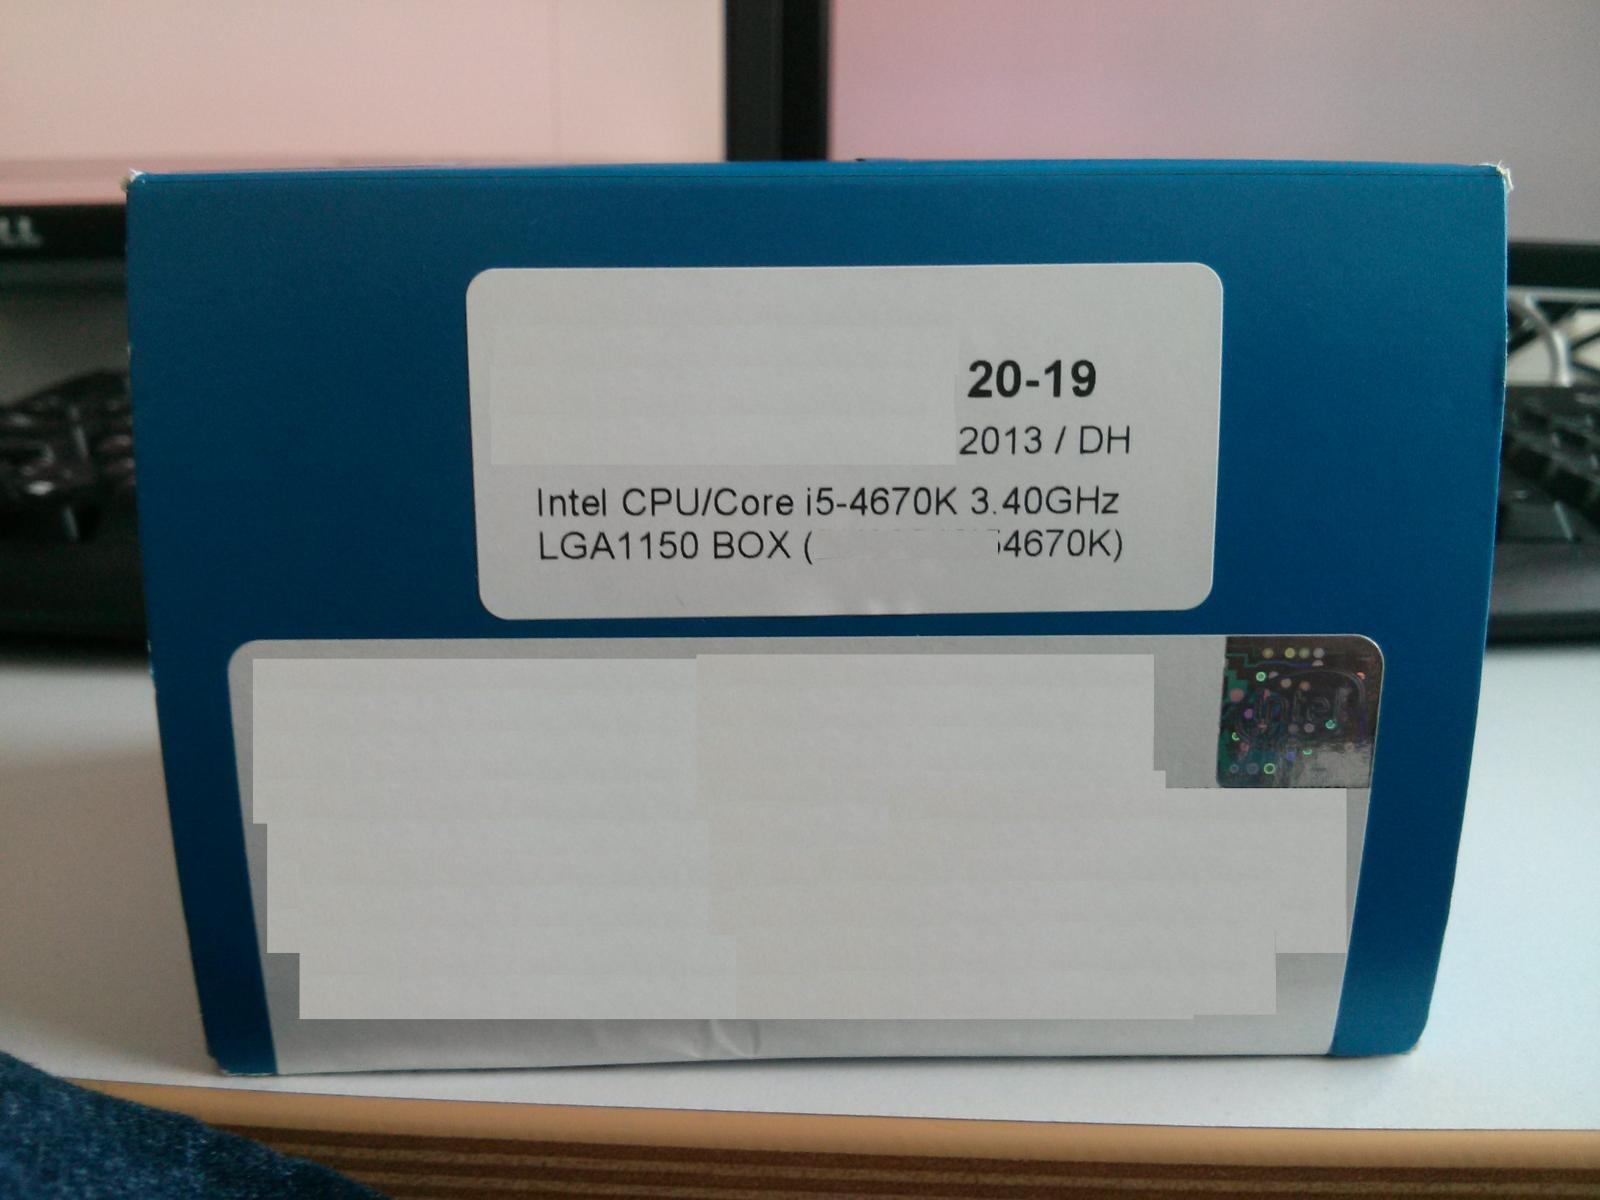 20-19
2013 / DH
Intel CPU/Core i5-4670K 3.40GHz
LGA1150 BOX ( 4670K)
intel